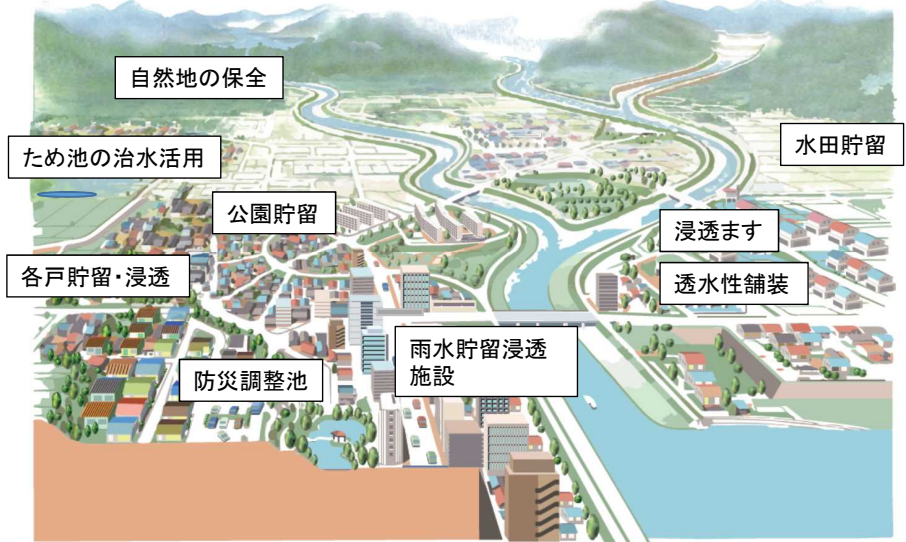 自然地の保全
ため池の治水活用
水田貯留
公園貯留
浸透ます
各戸貯留・浸透
透水性舗装
雨水貯留浸透
施設
防災調整池